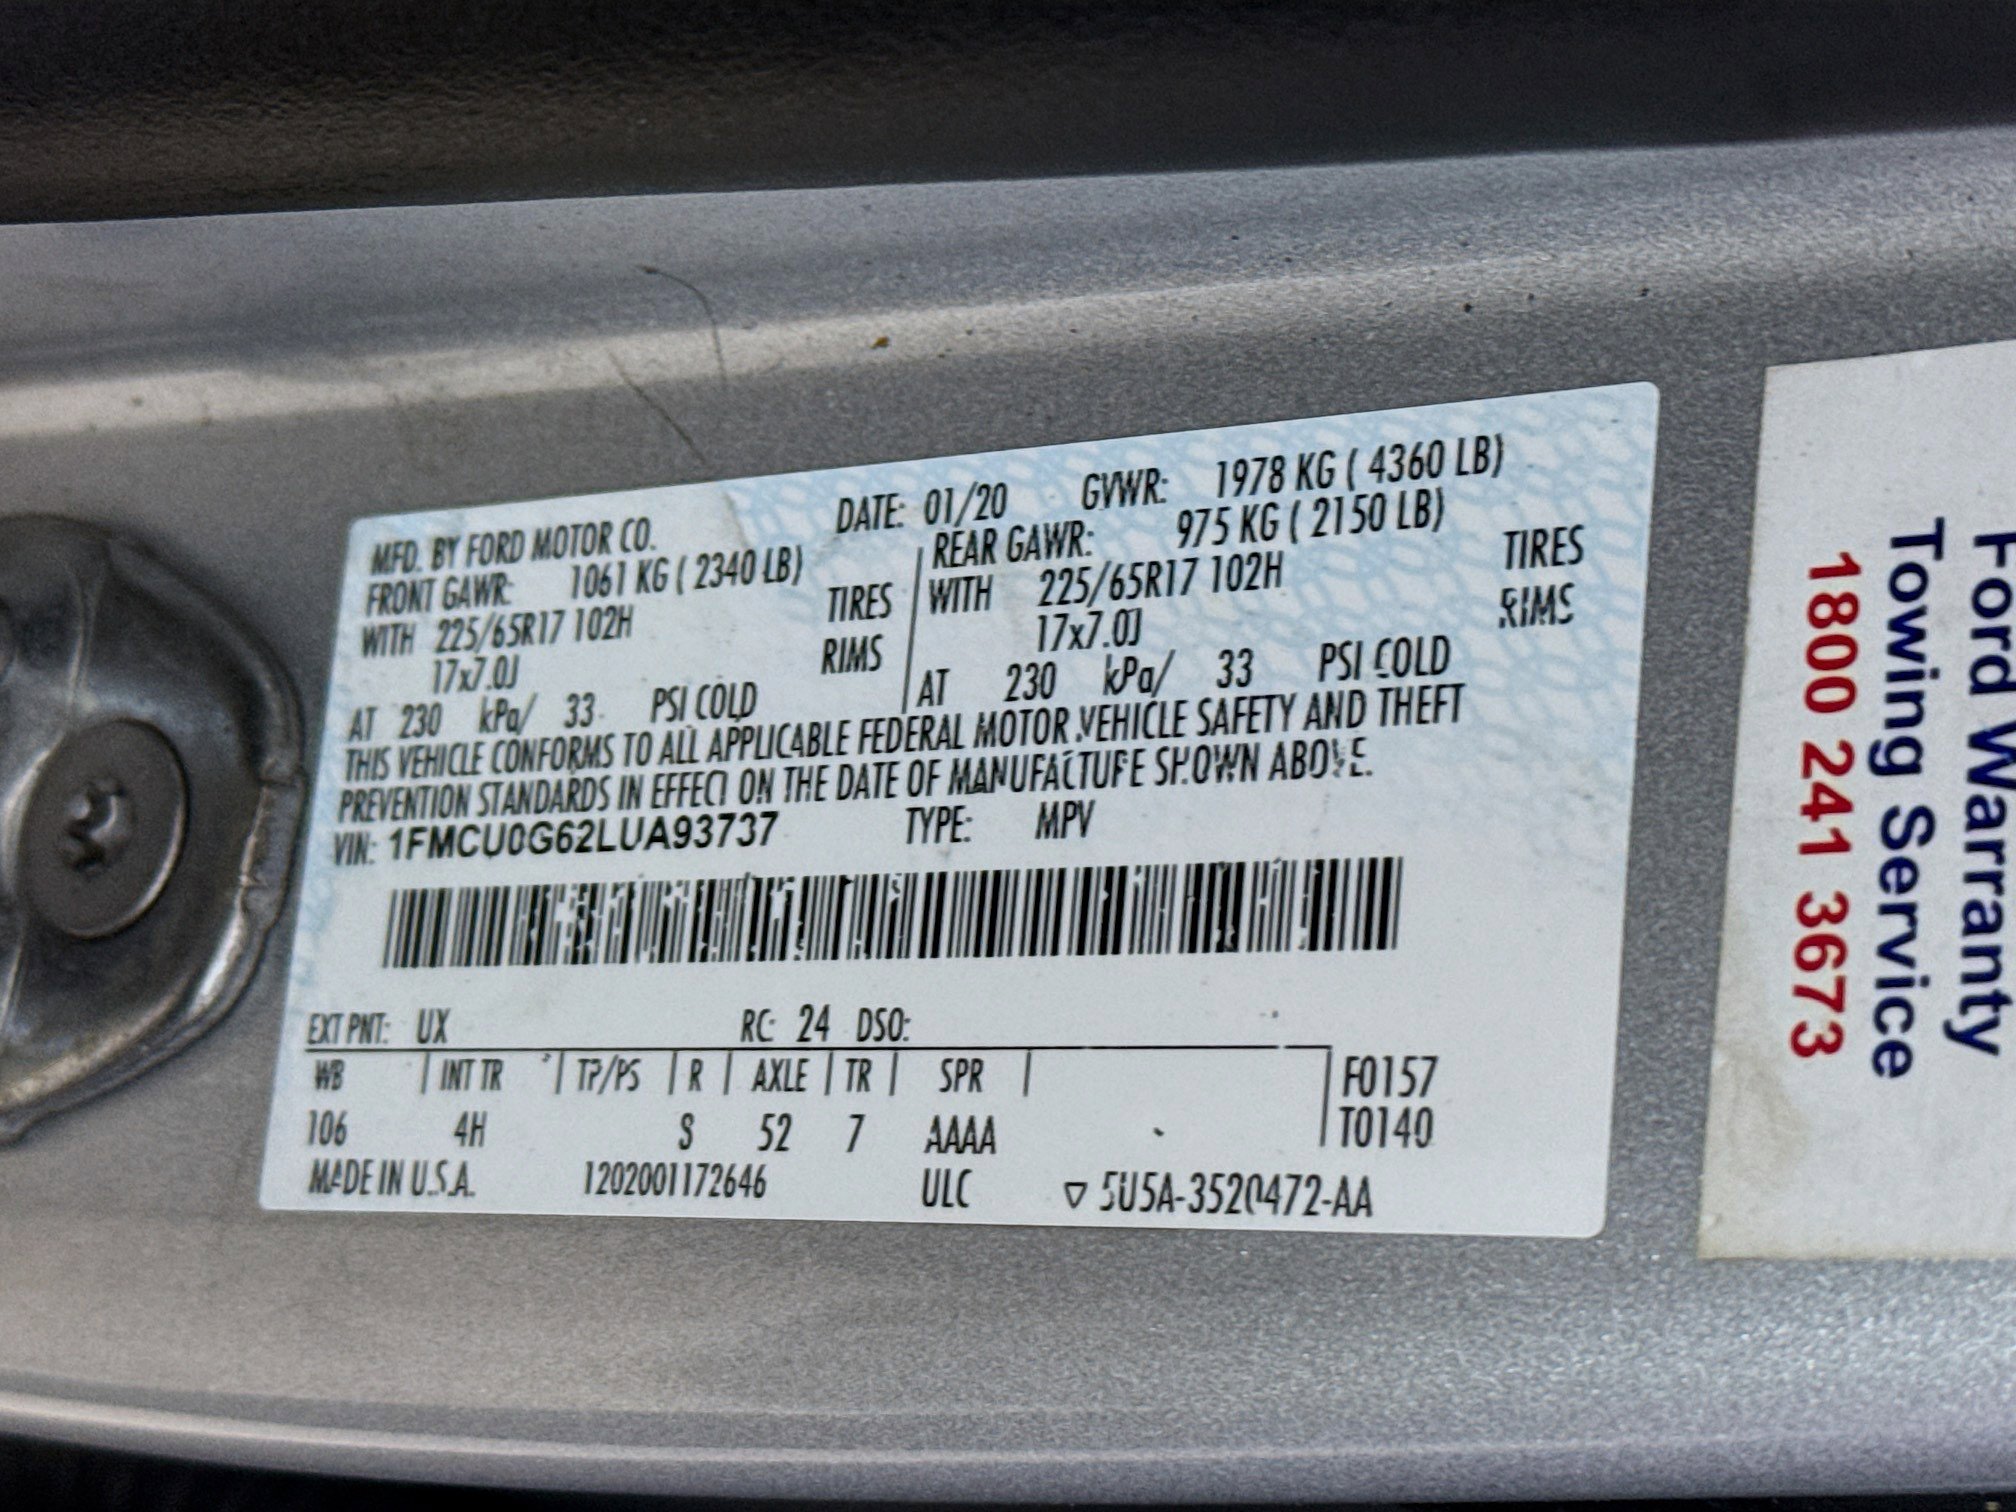 MFD. BY FORD MOTOR CO.
DATE: 01/20 GVWR: 1978 KG ( 4360 LB)
FRONT GAWR: 1061 KG ( 2340 LB)
WITH 225/65R17 102H TIRES
17x7.0J RIMS
AT 230 kPa/ 33 PSI COLD
REAR GAWR: 975 KG ( 2150 LB)
WITH 225/65R17 102H TIRES
17x7.0J RIMS
AT 230 kPa/ 33 PSI COLD
THIS VEHICLE CONFORMS TO ALL APPLICABLE FEDERAL MOTOR VEHICLE SAFETY AND THEFT
PREVENTION STANDARDS IN EFFECT ON THE DATE OF MANUFACTURE SHOWN ABOVE.
VIN: 1FMCU0G62LUA93737 TYPE: MPV
EXT PNT: UX RC: 24 DSO:
WB INT TR TP/PS R AXLE TR SPR F0157
106 4H S 52 7 AAAA T0140
MADE IN U.S.A. 1202001172646 ULC ▽ 5U5A-3520472-AA
Ford Warranty
Towing Service
1800 241 3673